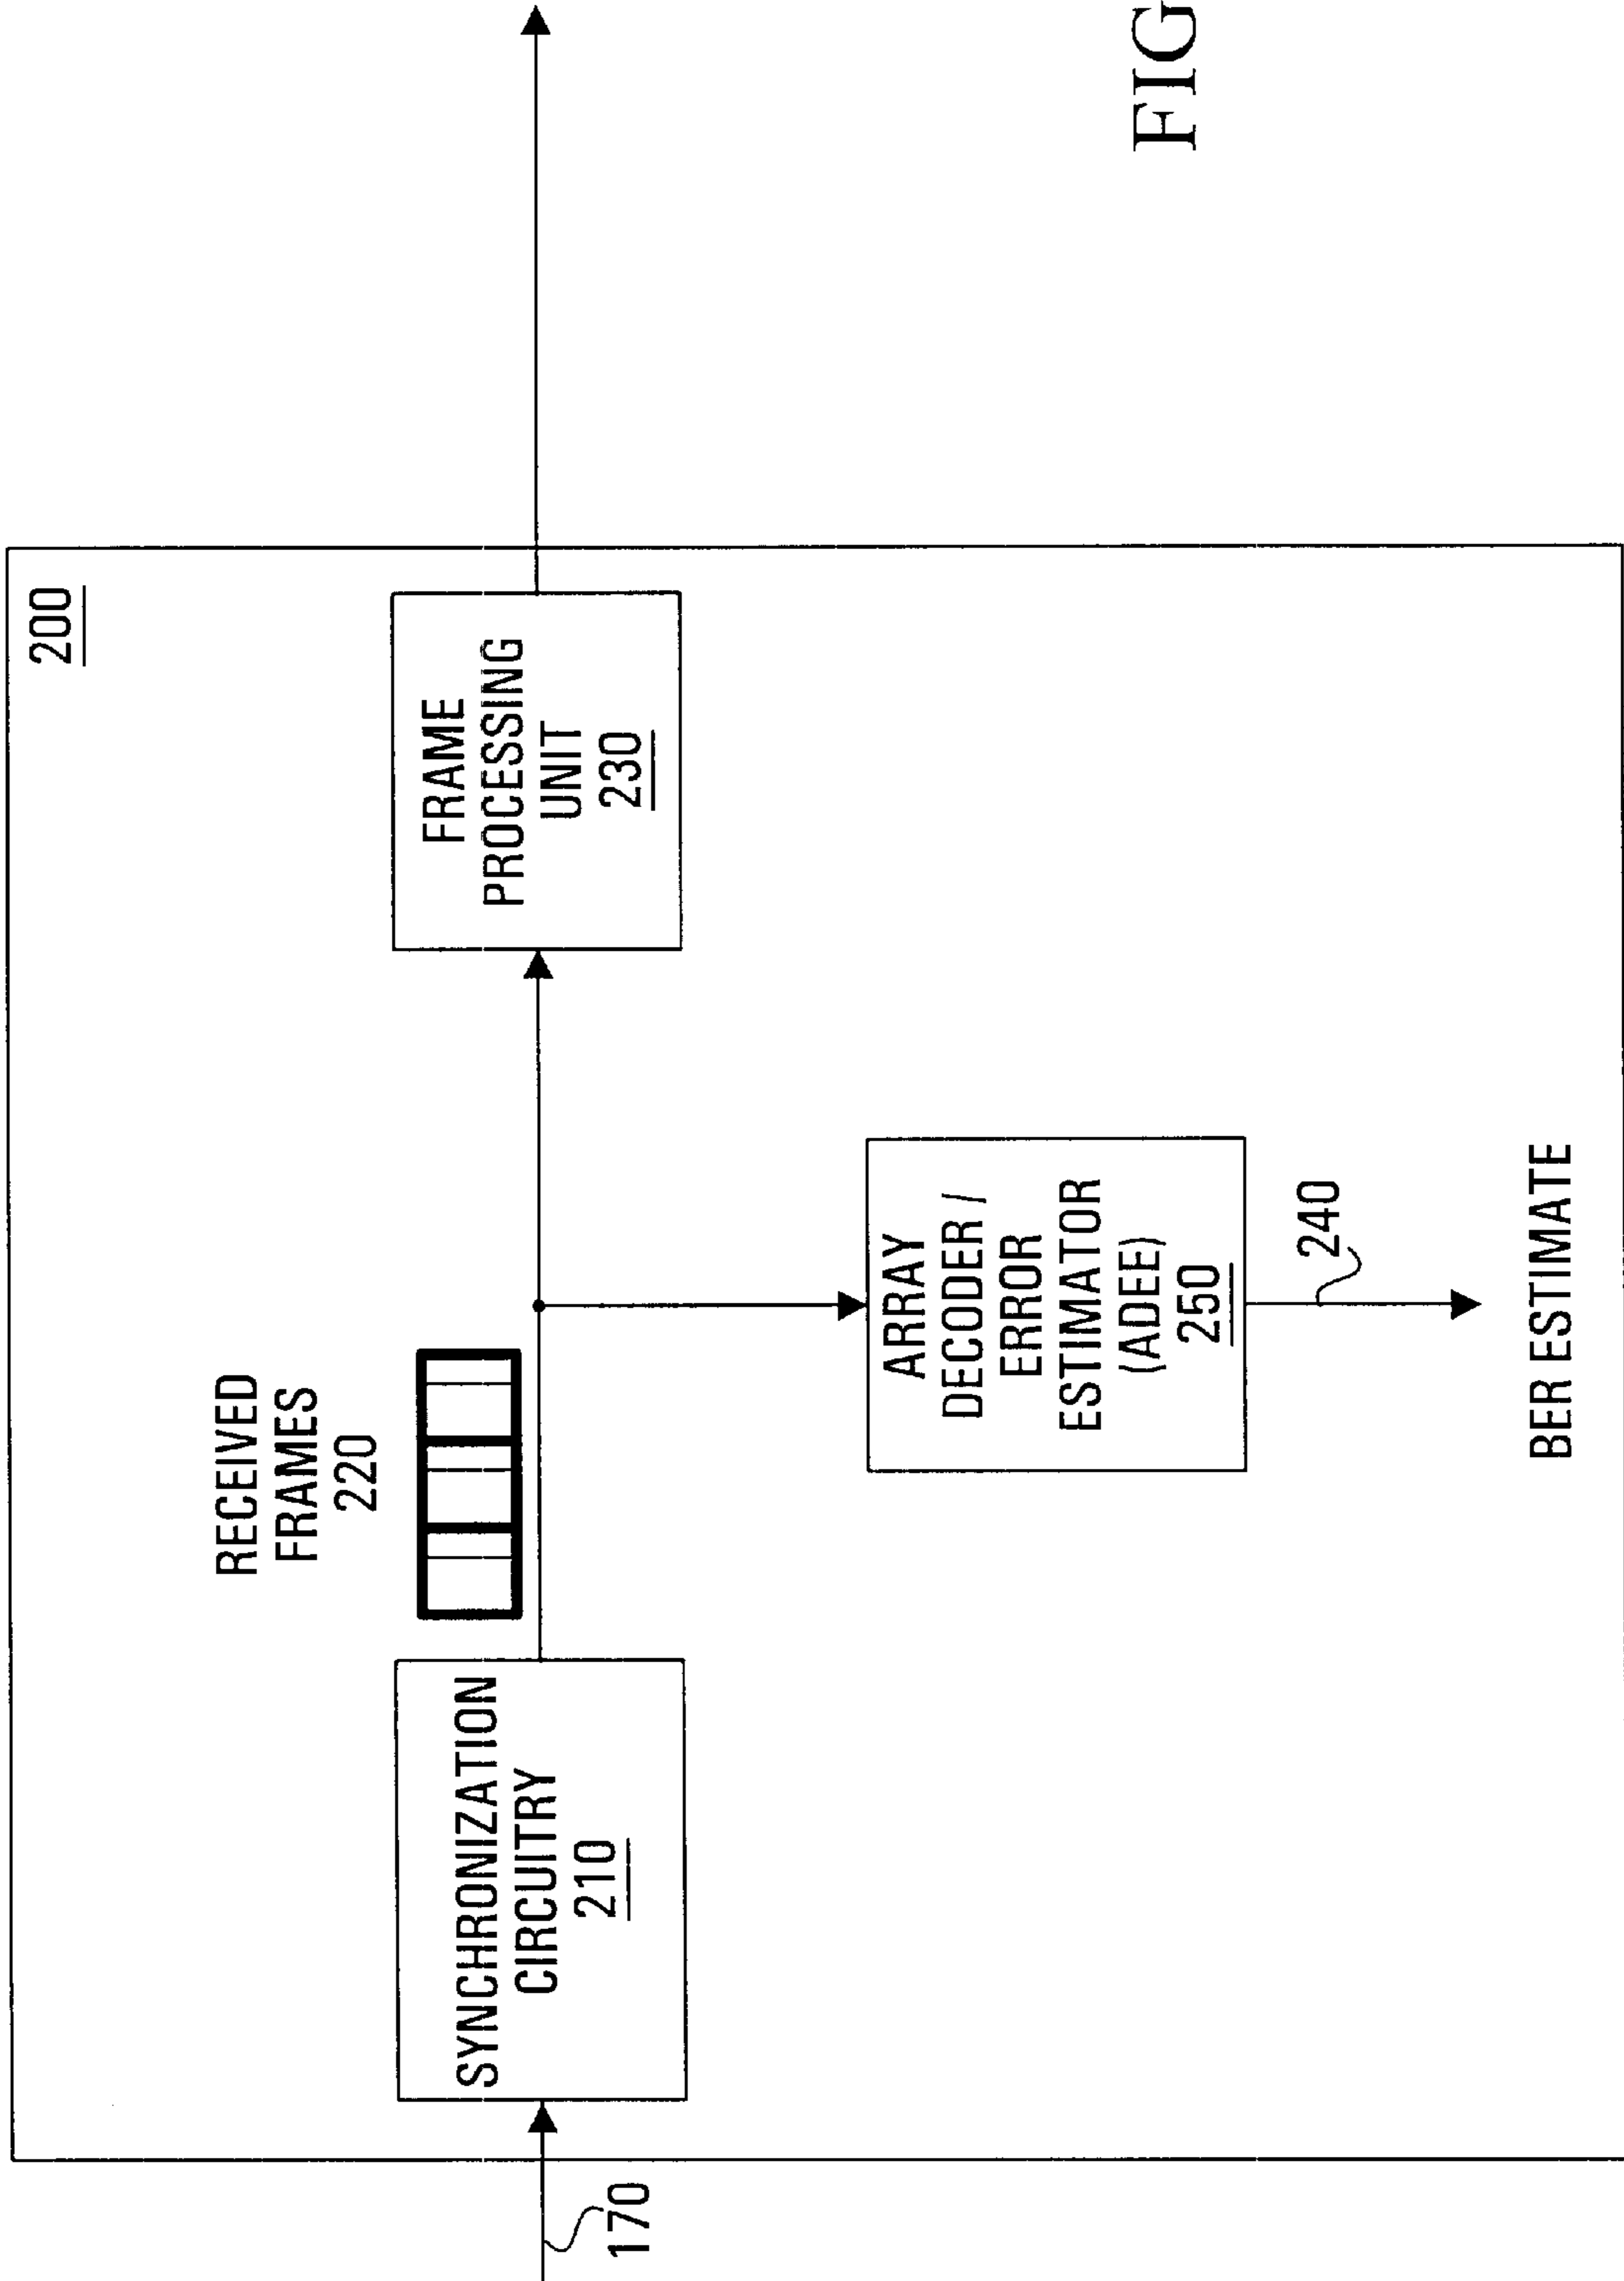 200
RECEIVED
FRAMES
220
SYNCHRONIZATION
CIRCUITRY
210
FRAME
PROCESSING
UNIT
230
170
ARRAY
DECODER /
ERROR
ESTIMATOR
(ADEE)
250
240
BER ESTIMATE
FIG